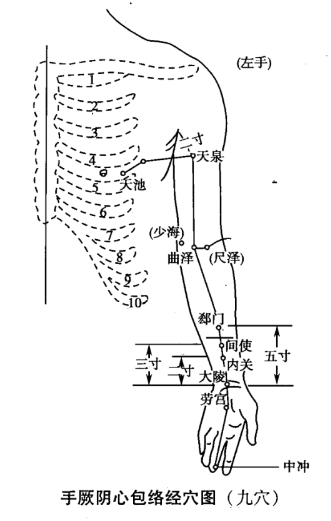 (左手)
1
2
3
4
5
6
7
8
9
10
二寸
天泉
天池
(少海)
曲泽
(尺泽)
郄门
间使
内关
大陵
劳宫
三寸
二寸
五寸
中冲
手厥阴心包络经穴图 (九穴)